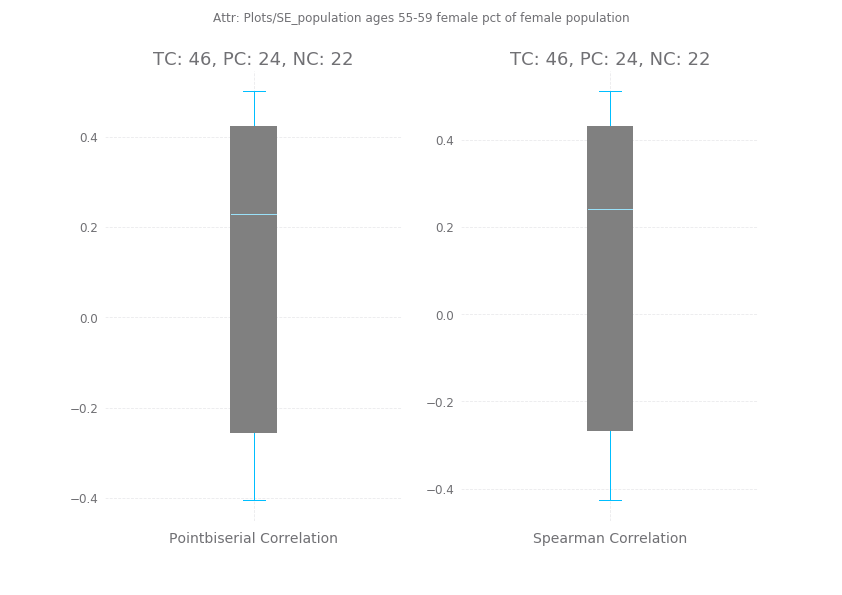 Attr: Plots/SE_population ages 55-59 female pct of female population
TC: 46, PC: 24, NC: 22
0.4
0.2
0.0
−0.2
−0.4
Pointbiserial Correlation
TC: 46, PC: 24, NC: 22
0.4
0.2
0.0
−0.2
−0.4
Spearman Correlation